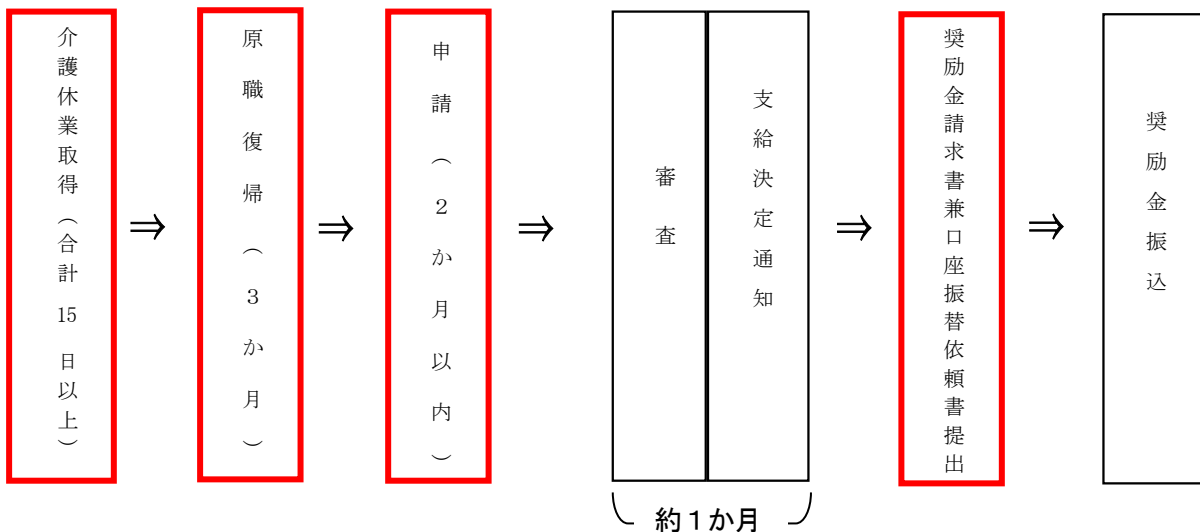 介護休業取得（合計 15 日以上）
⇒
原職復帰（３か月）
⇒
申請（２か月以内）
⇒
審査
支給決定通知
⇒
奨励金請求書兼口座振替依頼書提出
⇒
奨励金振込
約１か月